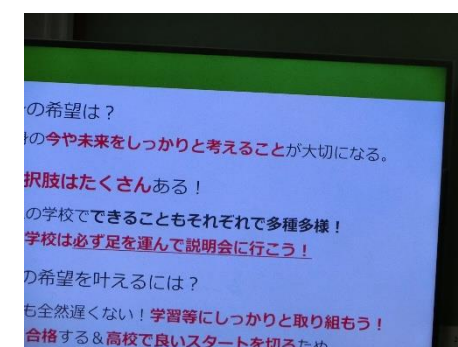 の希望は？
の今や未来をしっかりと考えることが大切になる。
択肢はたくさんある！
の学校でできることもそれぞれで多種多様！
学校は必ず足を運んで説明会に行こう！
の希望を叶えるには？
も全然遅くない！学習等にしっかりと取り組もう！
合格する＆高校で良いスタートを切るため